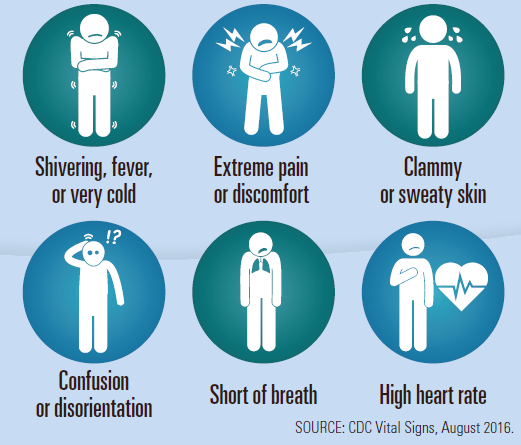 Shivering, fever,
or very cold
Extreme pain
or discomfort
Clammy
or sweaty skin
!?
Confusion
or disorientation
Short of breath
High heart rate
SOURCE: CDC Vital Signs, August 2016.